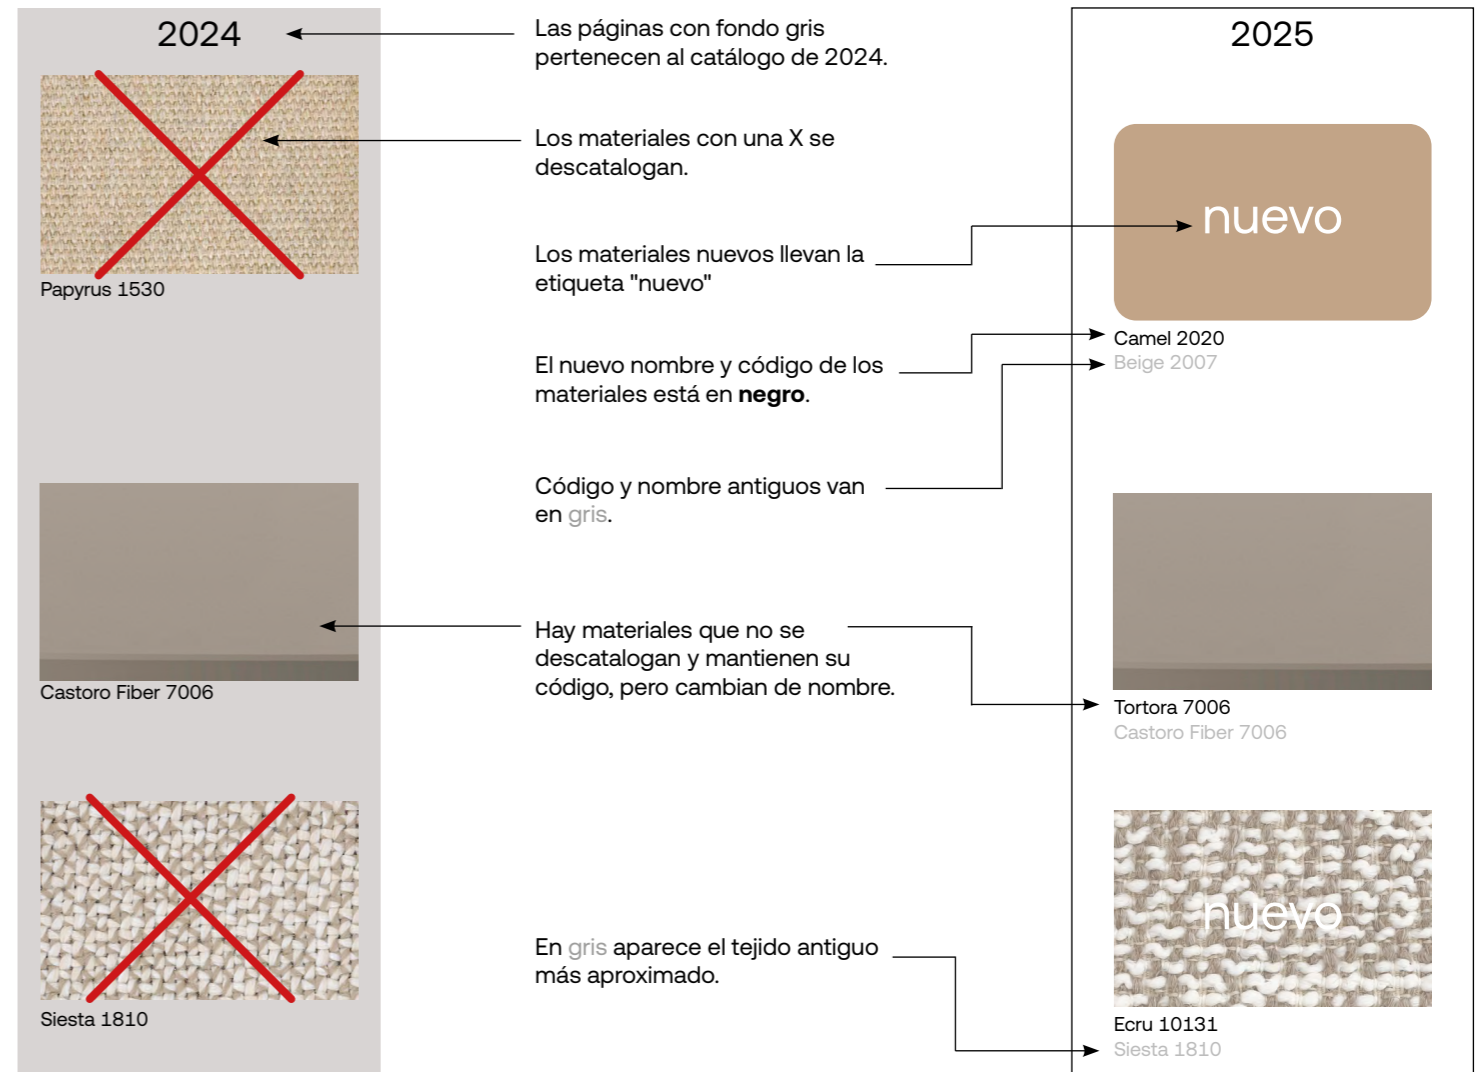 2024
Papyrus 1530
Castoro Fiber 7006
Siesta 1810
Las páginas con fondo gris
pertenecen al catálogo de 2024.
Los materiales con una X se
descatalogan.
Los materiales nuevos llevan la
etiqueta "nuevo"
El nuevo nombre y código de los
materiales está en negro.
Código y nombre antiguos van
en gris.
Hay materiales que no se
descatalogan y mantienen su
código, pero cambian de nombre.
En gris aparece el tejido antiguo
más aproximado.
2025
nuevo
Camel 2020
Beige 2007
Tortora 7006
Castoro Fiber 7006
nuevo
Ecru 10131
Siesta 1810